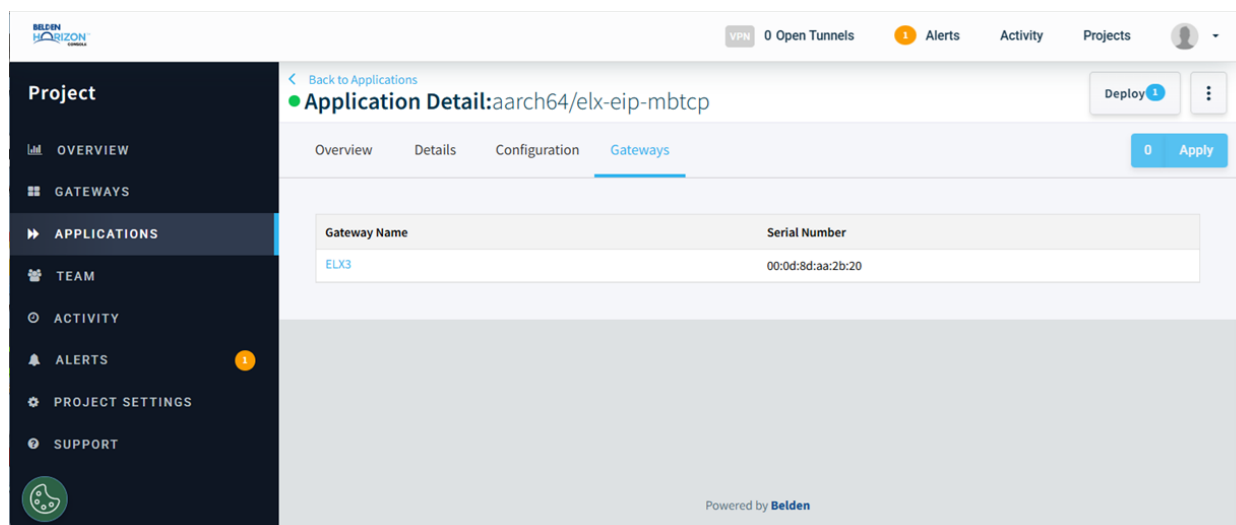 BELDEN
HORIZON
CONSOLE
VPN 0 Open Tunnels 1 Alerts Activity Projects
Project
OVERVIEW
GATEWAYS
APPLICATIONS
TEAM
ACTIVITY
ALERTS 1
PROJECT SETTINGS
SUPPORT
Back to Applications
Application Detail:aarch64/elx-eip-mbtcp
Deploy 1
Overview Details Configuration Gateways
0 Apply
Gateway Name Serial Number
ELX3 00:0d:8d:aa:2b:20
Powered by Belden